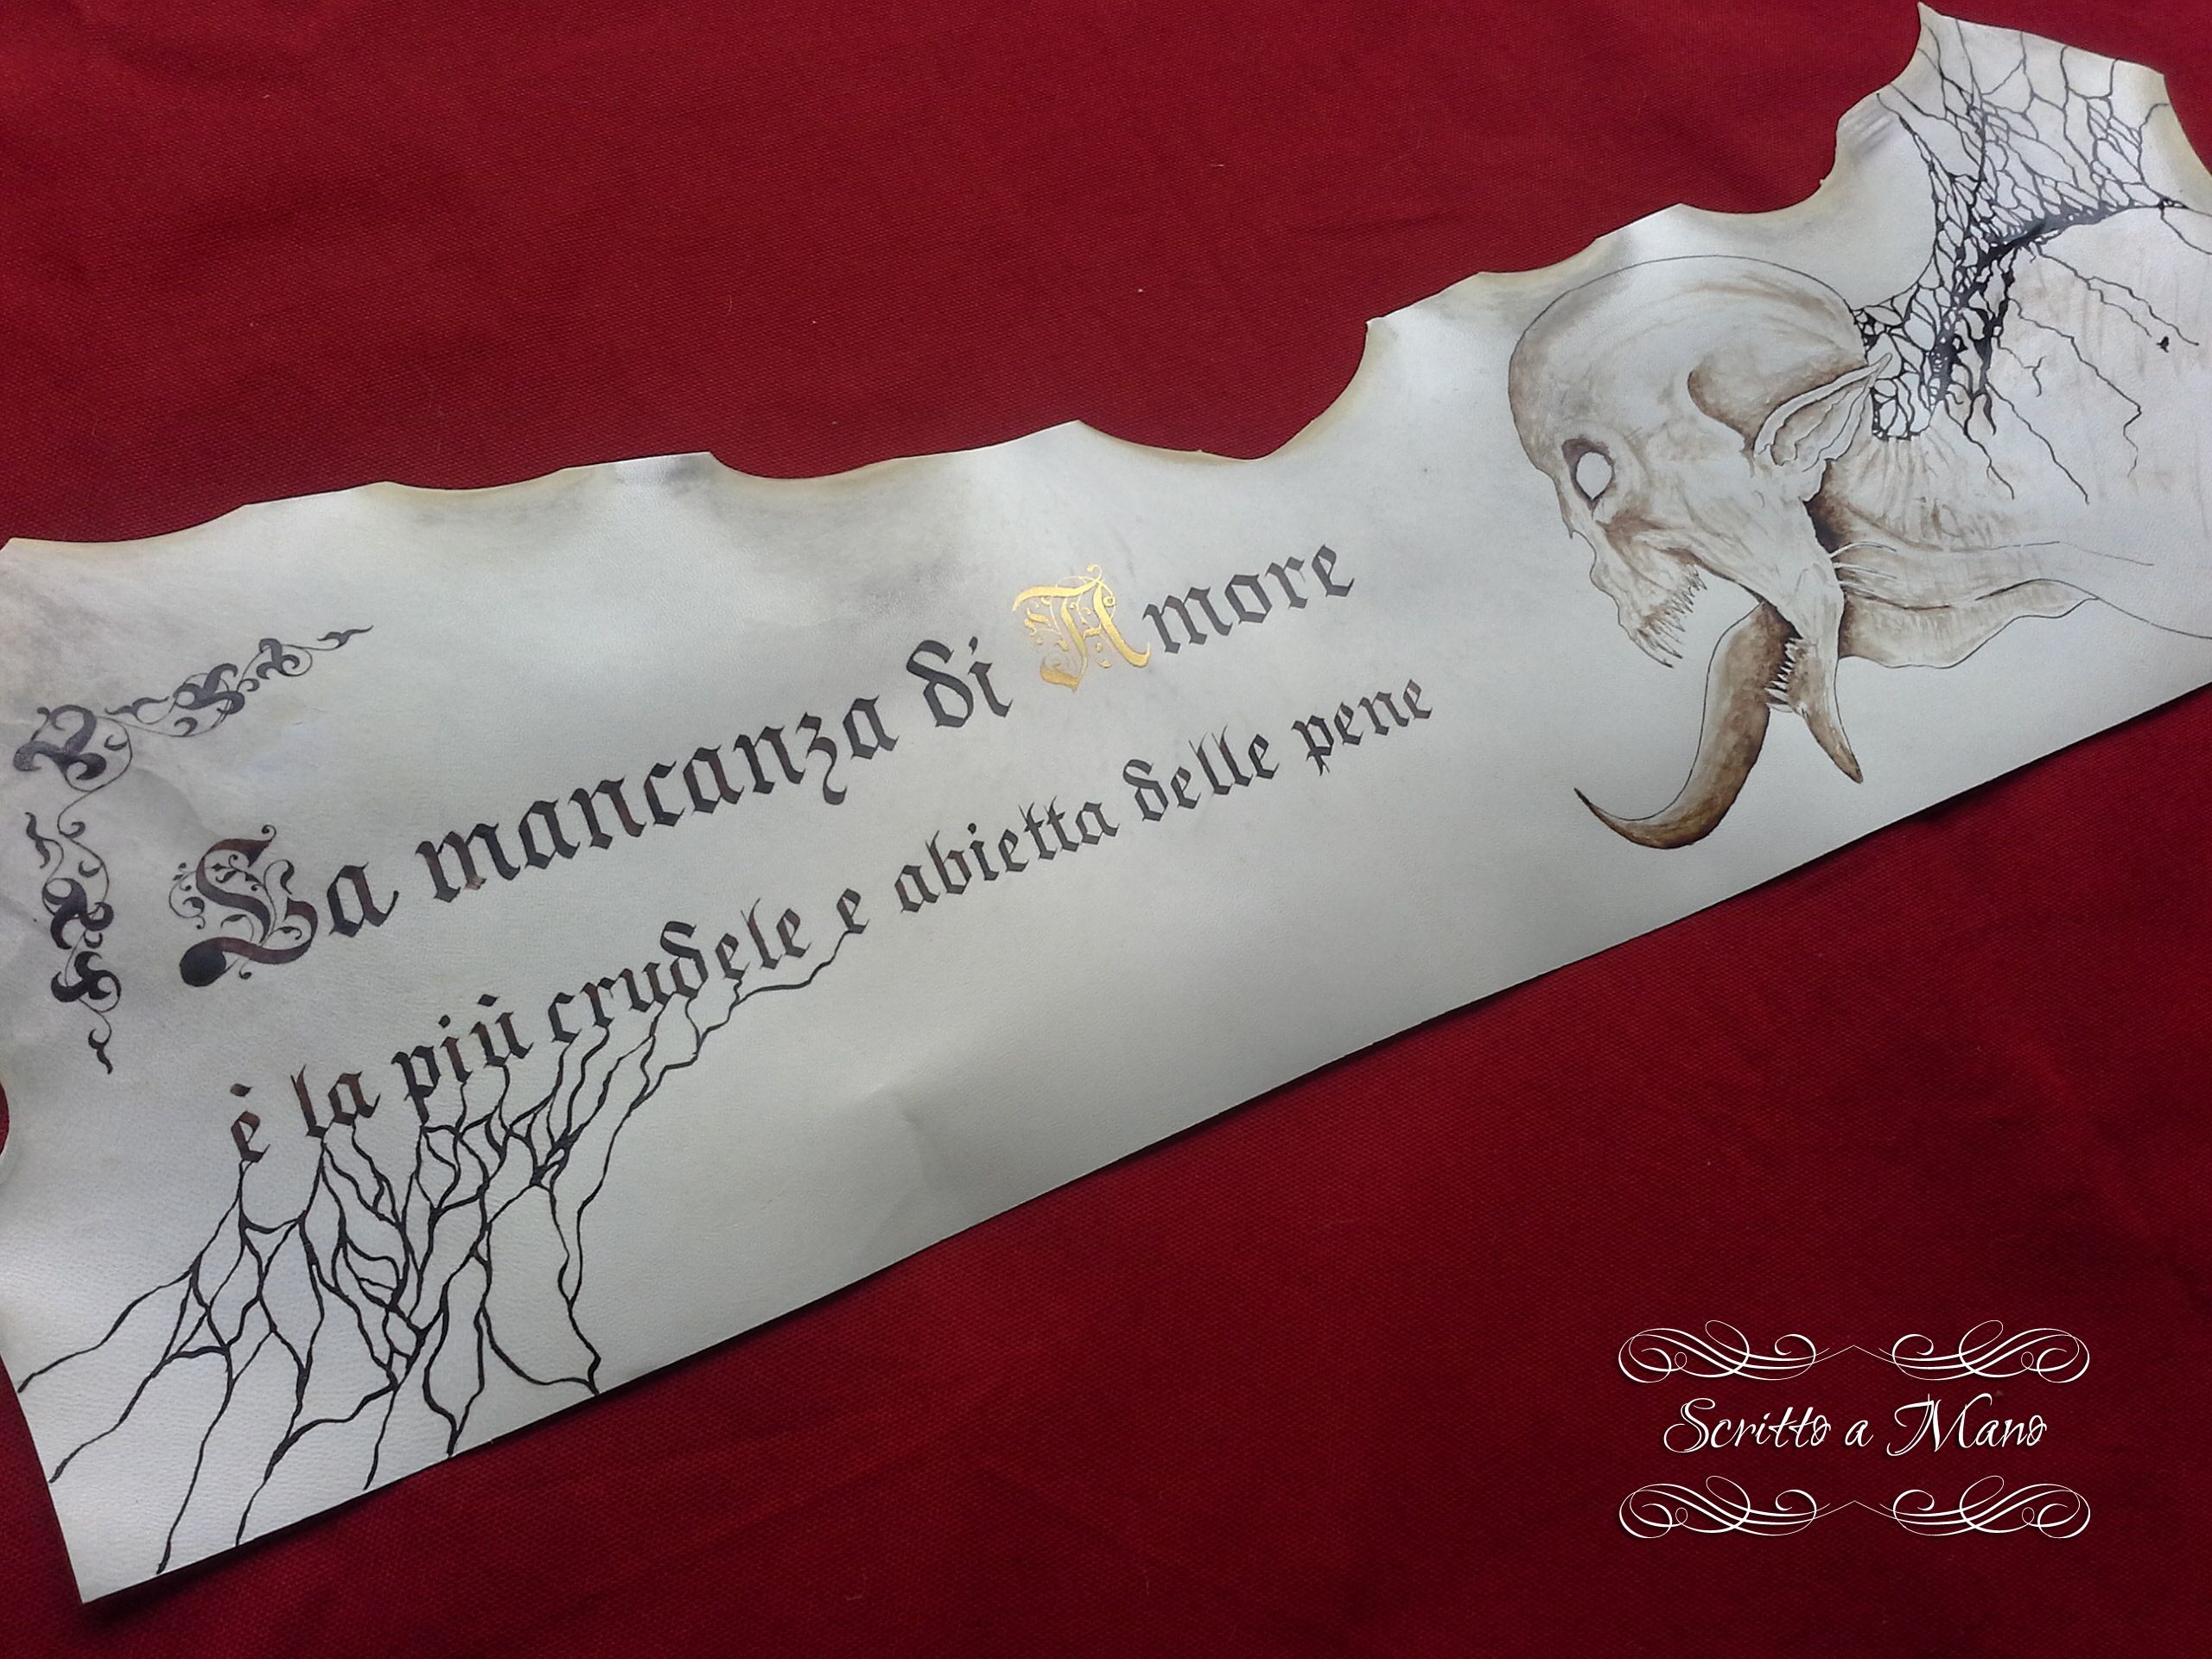 La mancanza di Amore
è la più crudele e abietta delle pene
Scritto a Mano